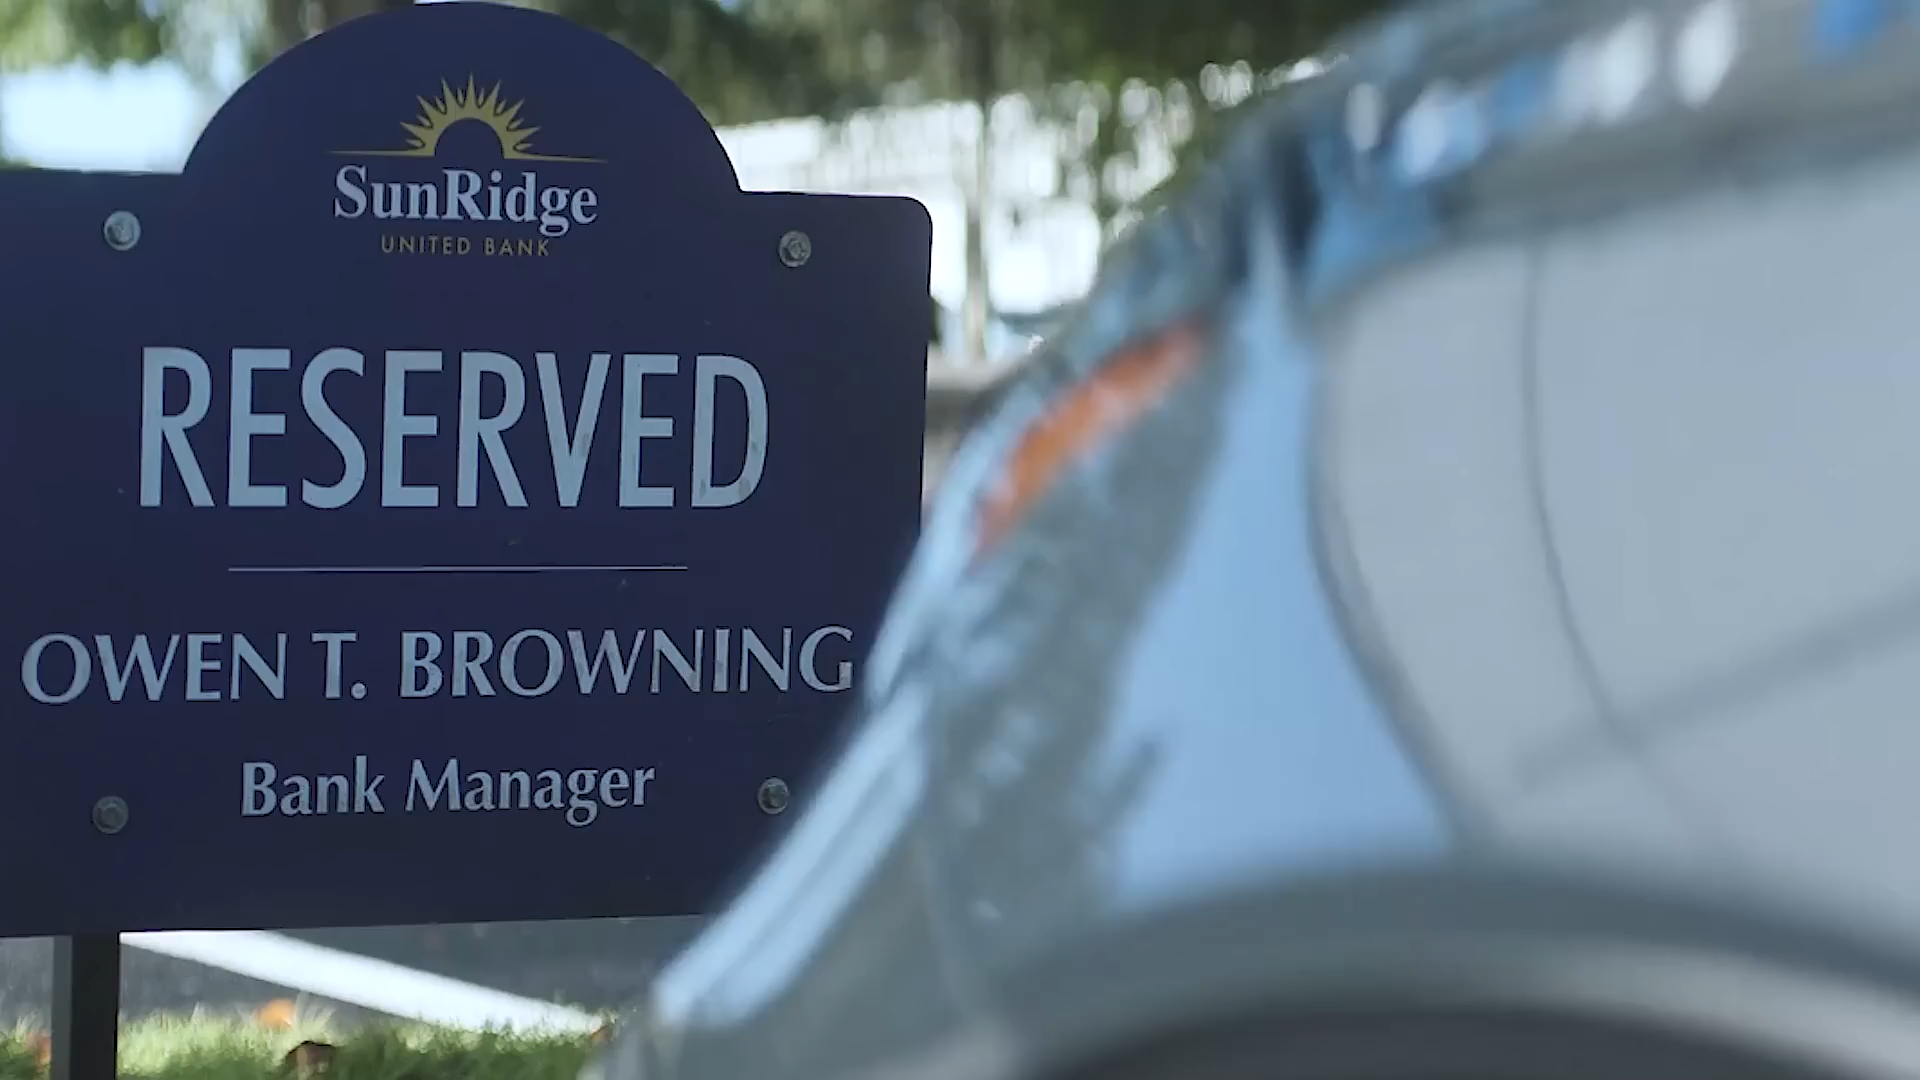 SunRidge
UNITED BANK
RESERVED
OWEN T. BROWNING
Bank Manager